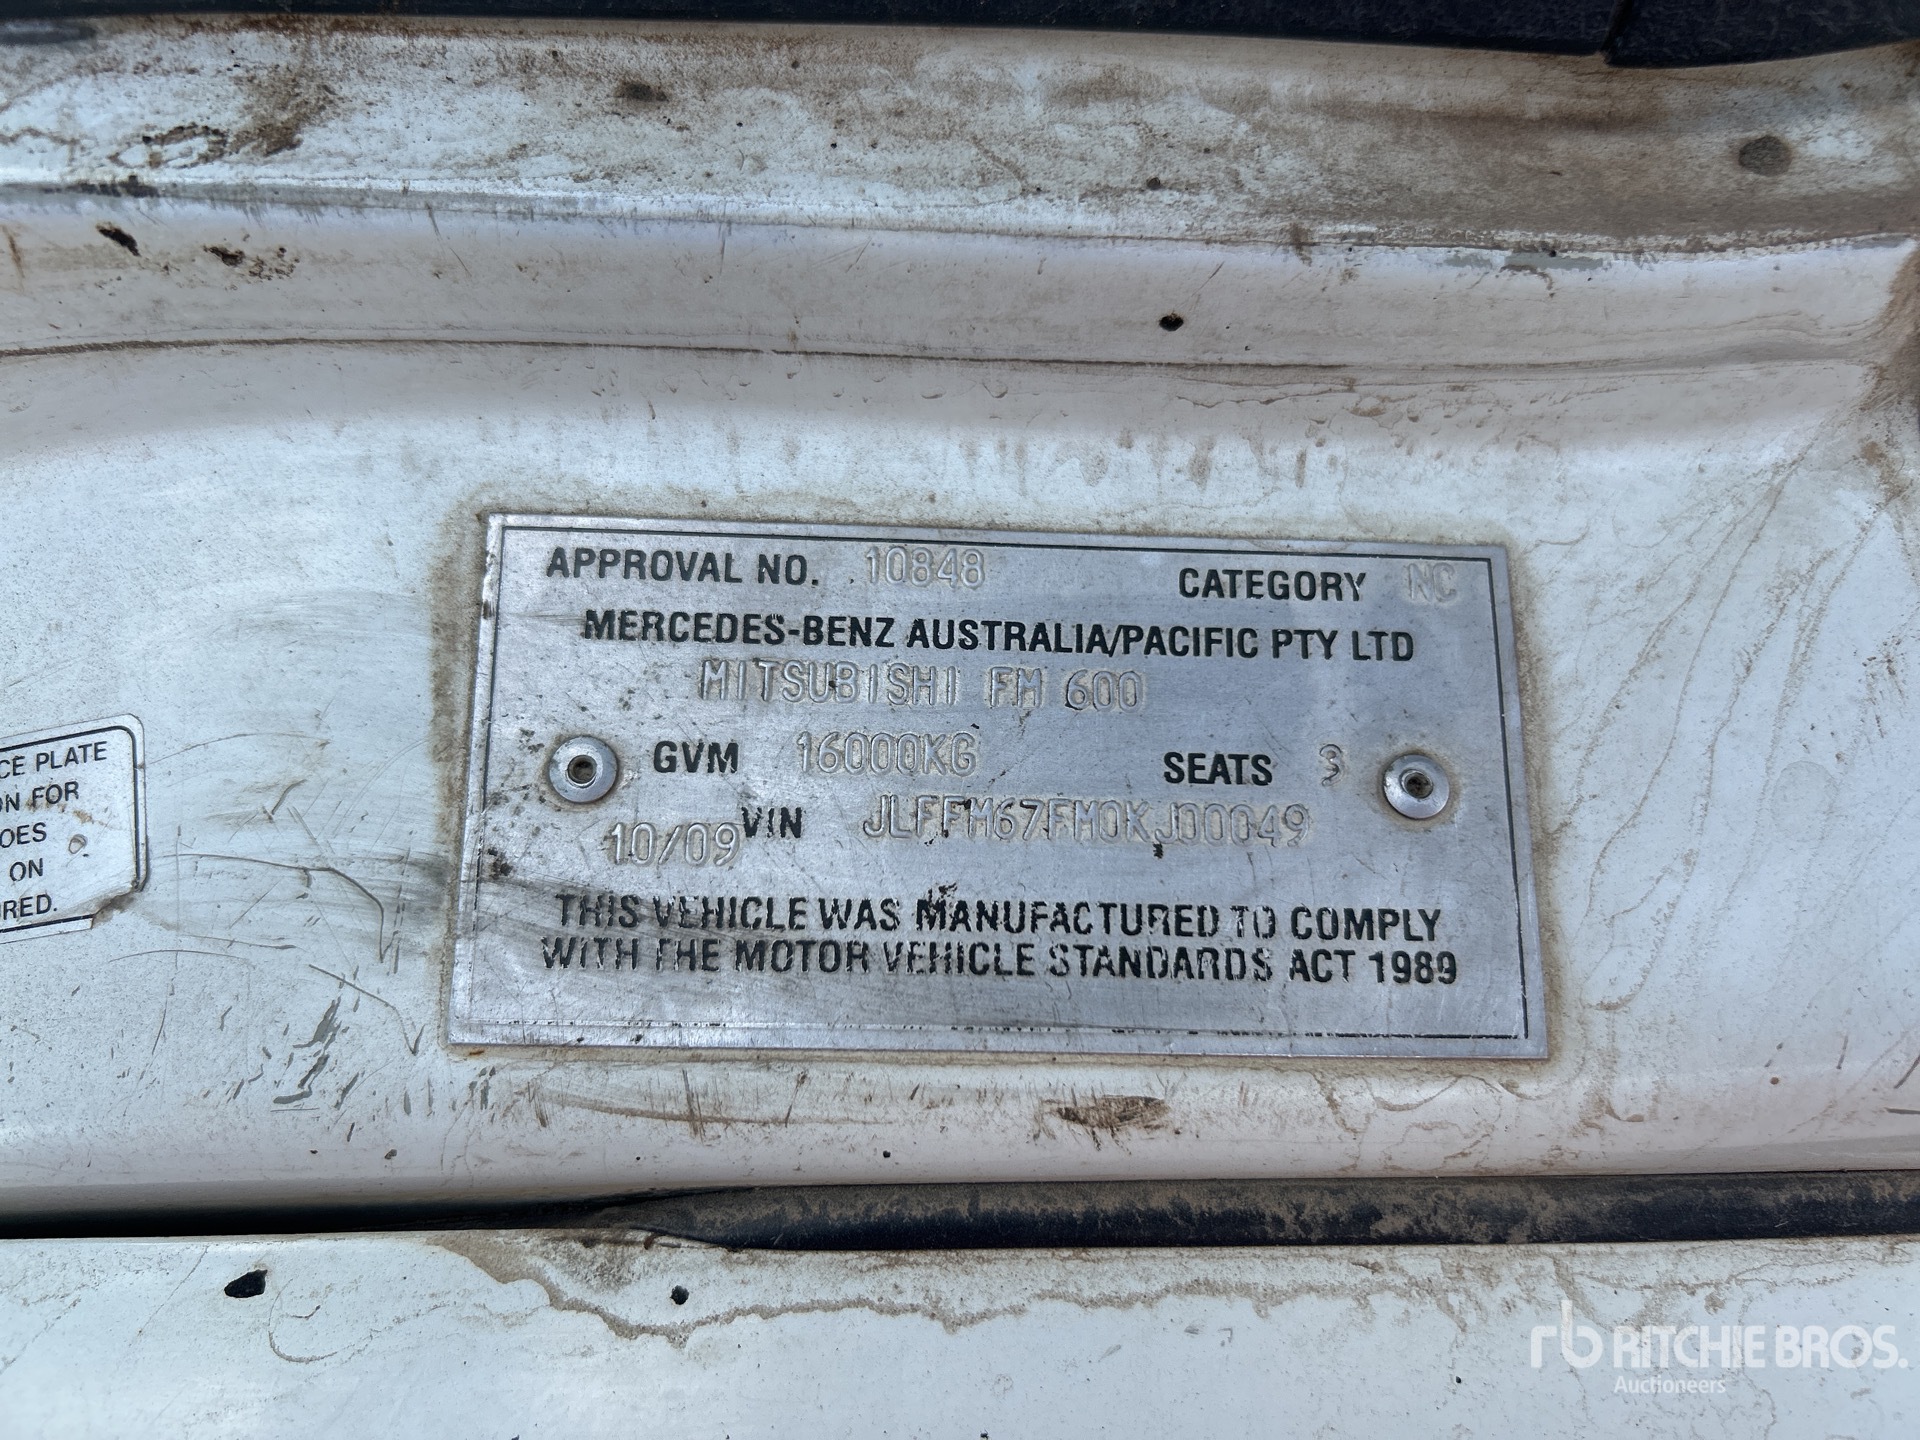 APPROVAL NO. 10848 CATEGORY NC
MERCEDES-BENZ AUSTRALIA/PACIFIC PTY LTD
MITSUBISHI FM 600
GVM 16000KG SEATS 3
10/09 VIN JLFFM67FM0KJ00049
THIS VEHICLE WAS MANUFACTURED TO COMPLY
WITH THE MOTOR VEHICLE STANDARDS ACT 1989
CE PLATE
ON FOR
OES
ON
RED.
rb RITCHIE BROS.
Auctioneers